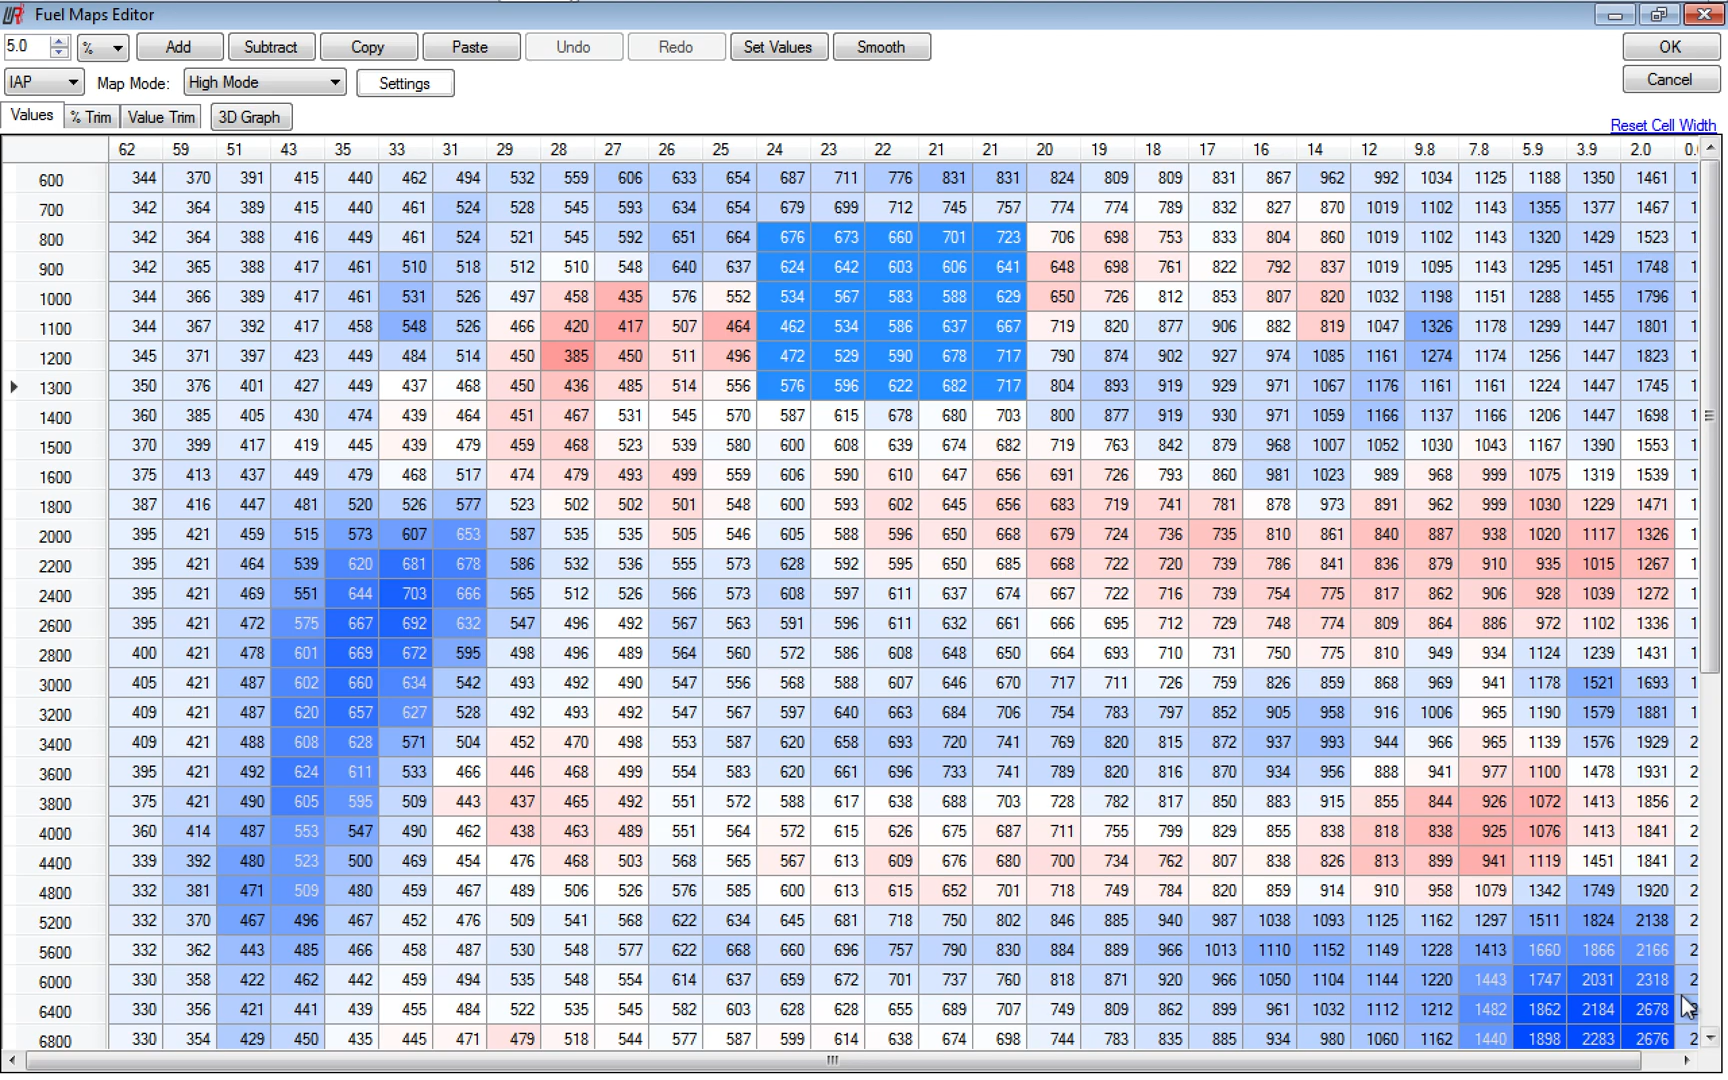 Fuel Maps Editor
5.0 % Add Subtract Copy Paste Undo Redo Set Values Smooth OK
IAP Map Mode: High Mode Settings Cancel
Values % Trim Value Trim 3D Graph Reset Cell Width
62 59 51 43 35 33 31 29 28 27 26 25 24 23 22 21 21 20 19 18 17 16 14 12 9.8 7.8 5.9 3.9 2.0
600 344 370 391 415 440 462 494 532 559 606 633 654 687 711 776 831 831 824 809 809 831 867 962 992 1034 1125 1188 1350 1461 1
700 342 364 389 415 440 461 524 528 545 593 634 654 679 699 712 745 757 774 774 789 832 827 870 1019 1102 1143 1355 1377 1467 1
800 342 364 388 416 449 461 524 521 545 592 651 664 676 673 660 701 723 706 698 753 833 804 860 1019 1102 1143 1320 1429 1523 1
900 342 365 388 417 461 510 518 512 510 548 640 637 624 642 603 606 641 648 698 761 822 792 837 1019 1095 1143 1295 1451 1748 1
1000 344 366 389 417 461 531 526 497 458 435 576 552 534 567 583 588 629 650 726 812 853 807 820 1032 1198 1151 1288 1455 1796 1
1100 344 367 392 417 458 548 526 466 420 417 507 464 462 534 586 637 667 719 820 877 906 882 819 1047 1326 1178 1299 1447 1801 1
1200 345 371 397 423 449 484 514 450 385 450 511 496 472 529 590 678 717 790 874 902 927 974 1085 1161 1274 1174 1256 1447 1823 1
1300 350 376 401 427 449 437 468 450 436 485 514 556 576 596 622 682 717 804 893 919 929 971 1067 1176 1161 1161 1224 1447 1745 1
1400 360 385 405 430 474 439 464 451 467 531 545 570 587 615 678 680 703 800 877 919 930 971 1059 1166 1137 1166 1206 1447 1698 1
1500 370 399 417 419 445 439 479 459 468 523 539 580 600 608 639 674 682 719 763 842 879 968 1007 1052 1030 1043 1167 1390 1553 1
1600 375 413 437 449 479 468 517 474 479 493 499 559 606 590 610 647 656 691 726 793 860 981 1023 989 968 999 1075 1319 1539 1
1800 387 416 447 481 520 526 577 523 502 502 501 548 600 593 602 645 656 683 719 741 781 878 973 891 962 999 1030 1229 1471 1
2000 395 421 459 515 573 607 653 587 535 535 505 546 605 588 596 650 668 679 724 736 735 810 861 840 887 938 1020 1117 1326 1
2200 395 421 464 539 620 681 678 586 532 536 555 573 628 592 595 650 685 668 722 720 739 786 841 836 879 910 935 1015 1267 1
2400 395 421 469 551 644 703 666 565 512 526 566 573 608 597 611 637 674 667 722 716 739 754 775 817 862 906 928 1039 1272 1
2600 395 421 472 575 667 692 632 547 496 492 567 563 591 596 611 632 661 666 695 712 729 748 774 809 864 886 972 1102 1336 1
2800 400 421 478 601 669 672 595 498 496 489 564 560 572 586 608 648 650 664 693 710 731 750 775 810 949 934 1124 1239 1431 1
3000 405 421 487 602 660 634 542 493 492 490 547 556 568 588 607 646 670 717 711 726 759 826 859 868 969 941 1178 1521 1693 1
3200 409 421 487 620 657 627 528 492 493 492 547 567 597 640 663 684 706 754 783 797 852 905 958 916 1006 965 1190 1579 1881 1
3400 409 421 488 608 628 571 504 452 470 498 553 587 620 658 693 720 741 769 820 815 872 937 993 944 966 965 1139 1576 1929 2
3600 395 421 492 624 611 533 466 446 468 499 554 583 620 661 696 733 741 789 820 816 870 934 956 888 941 977 1100 1478 1931 2
3800 375 421 490 605 595 509 443 437 465 492 551 572 588 617 638 688 703 728 782 817 850 883 915 855 844 926 1072 1413 1856 2
4000 360 414 487 553 547 490 462 438 463 489 551 564 572 615 626 675 687 711 755 799 829 855 838 818 838 925 1076 1413 1841 2
4400 339 392 480 523 500 469 454 476 468 503 568 565 567 613 609 676 680 700 734 762 807 838 826 813 899 941 1119 1451 1841 2
4800 332 381 471 509 480 459 467 489 506 526 576 585 600 613 615 652 701 718 749 784 820 859 914 910 958 1079 1342 1749 1920 2
5200 332 370 467 496 467 452 476 509 541 568 622 634 645 681 718 750 802 846 885 940 987 1038 1093 1125 1162 1297 1511 1824 2138 2
5600 332 362 443 485 466 458 487 530 548 577 622 668 660 696 757 790 830 884 889 966 1013 1110 1152 1149 1228 1413 1660 1866 2166 2
6000 330 358 422 462 442 459 494 535 548 554 614 637 659 672 701 737 760 818 871 920 966 1050 1104 1144 1220 1443 1747 2031 2318 2
6400 330 356 421 441 439 455 484 522 535 545 582 603 628 628 655 689 707 749 809 862 899 961 1032 1112 1212 1482 1862 2184 2678
6800 330 354 429 450 435 445 471 479 518 544 577 587 599 614 638 674 698 744 783 835 885 934 980 1060 1162 1440 1898 2283 2676 2